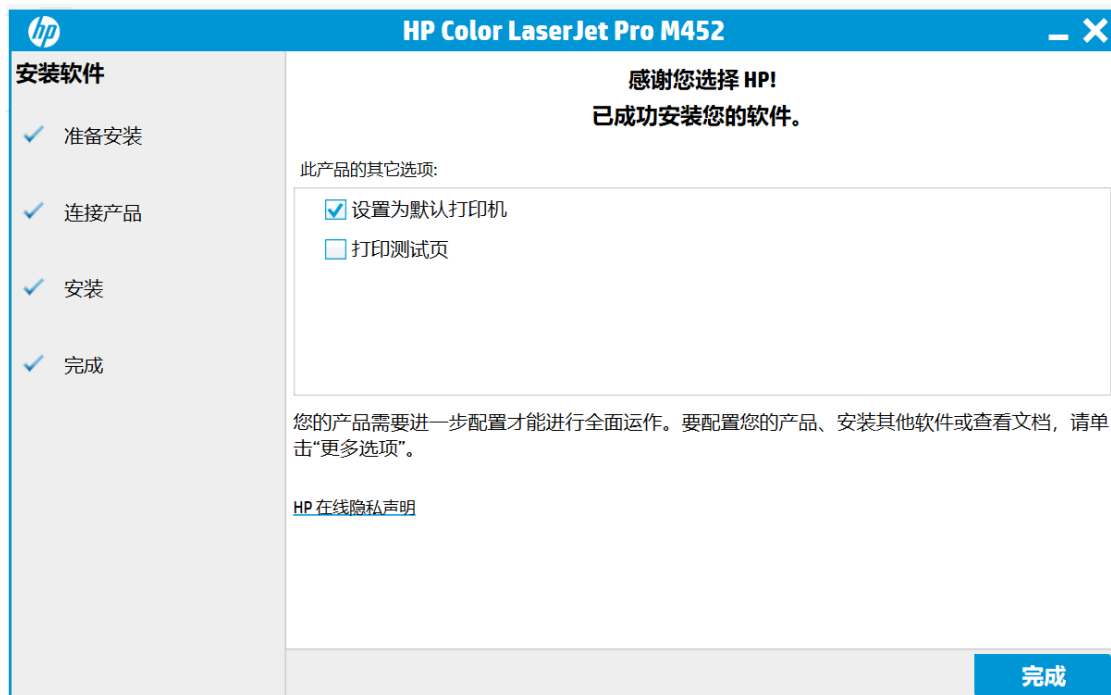 hp
HP Color LaserJet Pro M452
安装软件
准备安装
连接产品
安装
完成
感谢您选择 HP!
已成功安装您的软件。
此产品的其它选项:
设置为默认打印机
打印测试页
您的产品需要进一步配置才能进行全面运作。要配置您的产品、安装其他软件或查看文档，请单
击“更多选项”。
HP 在线隐私声明
完成